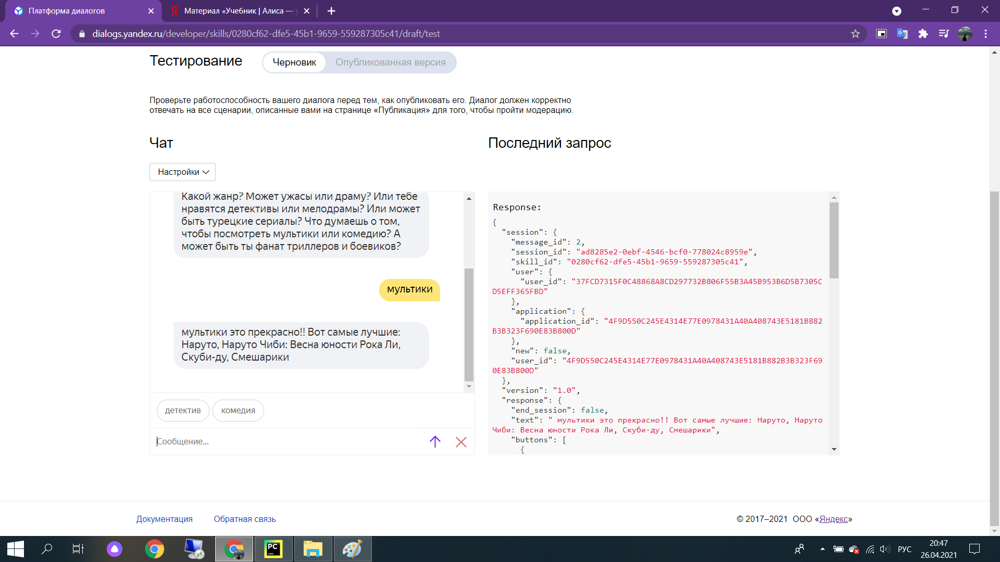 Платформа диалогов
Материал «Учебник | Алиса —
dialogs.yandex.ru/developer/skills/0280cf62-dfe5-45b1-9659-559287305c41/draft/test
Тестирование
Черновик
Опубликованная версия
Проверьте работоспособность вашего диалога перед тем, как опубликовать его. Диалог должен корректно
отвечать на все сценарии, описанные вами на странице «Публикация» для того, чтобы пройти модерацию.
Чат
Последний запрос
Настройки
Какой жанр? Может ужасы или драму? Или тебе
нравятся детективы или мелодрамы? Или может
быть турецкие сериалы? Что думаешь о том,
чтобы посмотреть мультики или комедию? А
может быть ты фанат триллеров и боевиков?
мультики
мультики это прекрасно!! Вот самые лучшие:
Наруто, Наруто Чиби: Весна юности Рока Ли,
Скуби-ду, Смешарики
детектив
комедия
Сообщение...
Response:
{
"session": {
"message_id": 2,
"session_id": "ad8285e2-0ebf-4546-bcf0-778024c8959e",
"skill_id": "0280cf62-dfe5-45b1-9659-559287305c41",
"user": {
"user_id": "37FCD7315F0C48868A8CD297732B806F55B3A45B953B6D5B7305C
D5EFF365FBD"
},
"application": {
"application_id": "4F9D550C245E4314E77E0978431A40A408743E5181B882
B3B323F690E83B800D"
},
"new": false,
"user_id": "4F9D550C245E4314E77E0978431A40A408743E5181B882B3B323F69
0E83B800D"
},
"version": "1.0",
"response": {
"end_session": false,
"text": " мультики это прекрасно!! Вот самые лучшие: Наруто, Наруто
Чиби: Весна юности Рока Ли, Скуби-ду, Смешарики",
"buttons": [
{
Документация
Обратная связь
© 2017–2021 ООО «Яндекс»
PC
РУС
20:47
26.04.2021